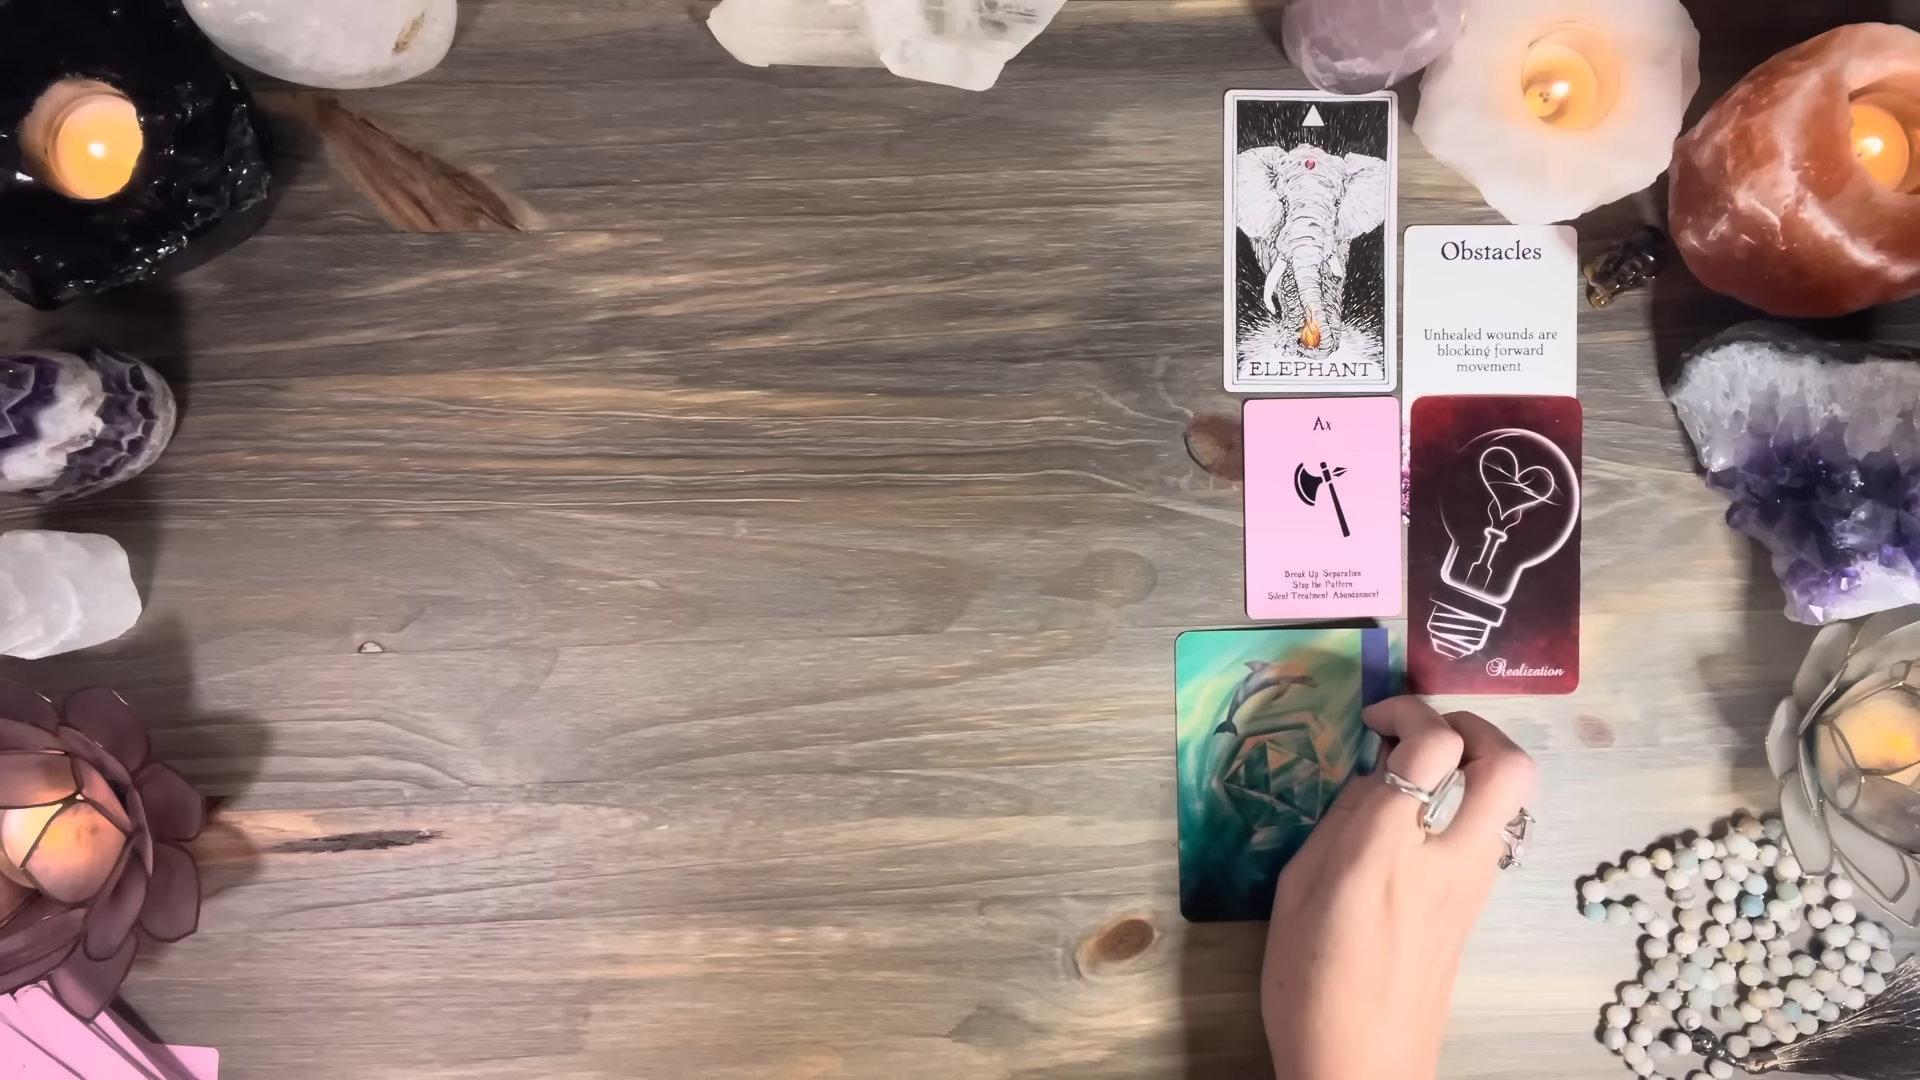 ELEPHANT
Obstacles
Unhealed wounds are
blocking forward
movement.
Ax
Break Up Separation
Stop the Pattern
Silent Treatment Abandonment
Realization